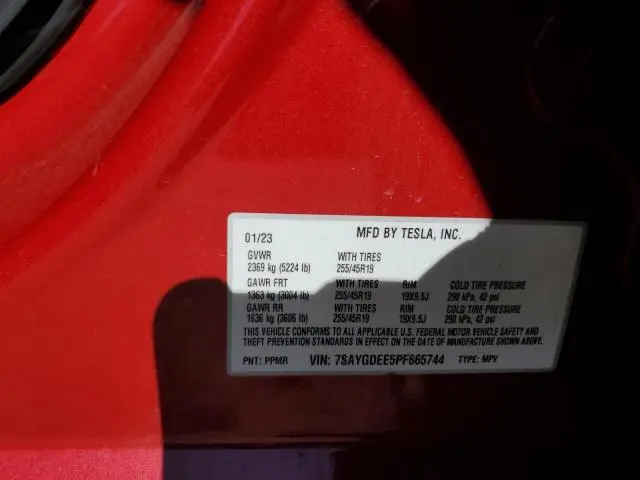 01/23 MFD BY TESLA, INC.
GVWR WITH TIRES
2369 kg (5224 lb) 255/45R19
GAWR FRT WITH TIRES RIM COLD TIRE PRESSURE
1363 kg (3004 lb) 255/45R19 19X9.5J 290 kPa, 42 psi
GAWR RR WITH TIRES RIM COLD TIRE PRESSURE
1636 kg (3606 lb) 255/45R19 19X9.5J 290 kPa, 42 psi
THIS VEHICLE CONFORMS TO ALL APPLICABLE U.S. FEDERAL MOTOR VEHICLE SAFETY AND
THEFT PREVENTION STANDARDS IN EFFECT ON THE DATE OF MANUFACTURE SHOWN ABOVE.
PNT: PPMR VIN: 7SAYGDEE5PF665744 TYPE: MPV